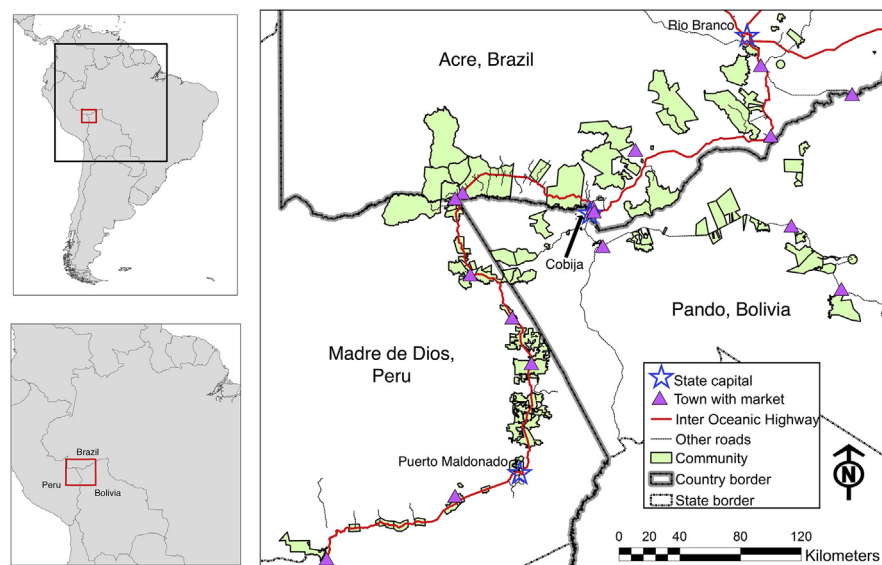 Rio Branco
Acre, Brazil
Cobija
Pando, Bolivia
Madre de Dios,
Peru
Puerto Maldonado
State capital
Town with market
Inter Oceanic Highway
Other roads
Community
Country border
State border
N
0 20 40 80 120
Kilometers
Brazil
Peru
Bolivia